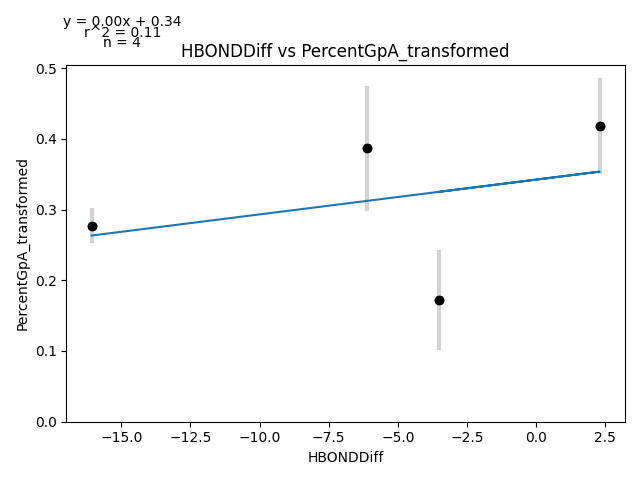 y = 0.00x + 0.34
r^2 = 0.11
n = 4
HBONDDiff vs PercentGpA_transformed
PercentGpA_transformed
0.5
0.4
0.3
0.2
0.1
0.0
−15.0 −12.5 −10.0 −7.5 −5.0 −2.5 0.0 2.5
HBONDDiff